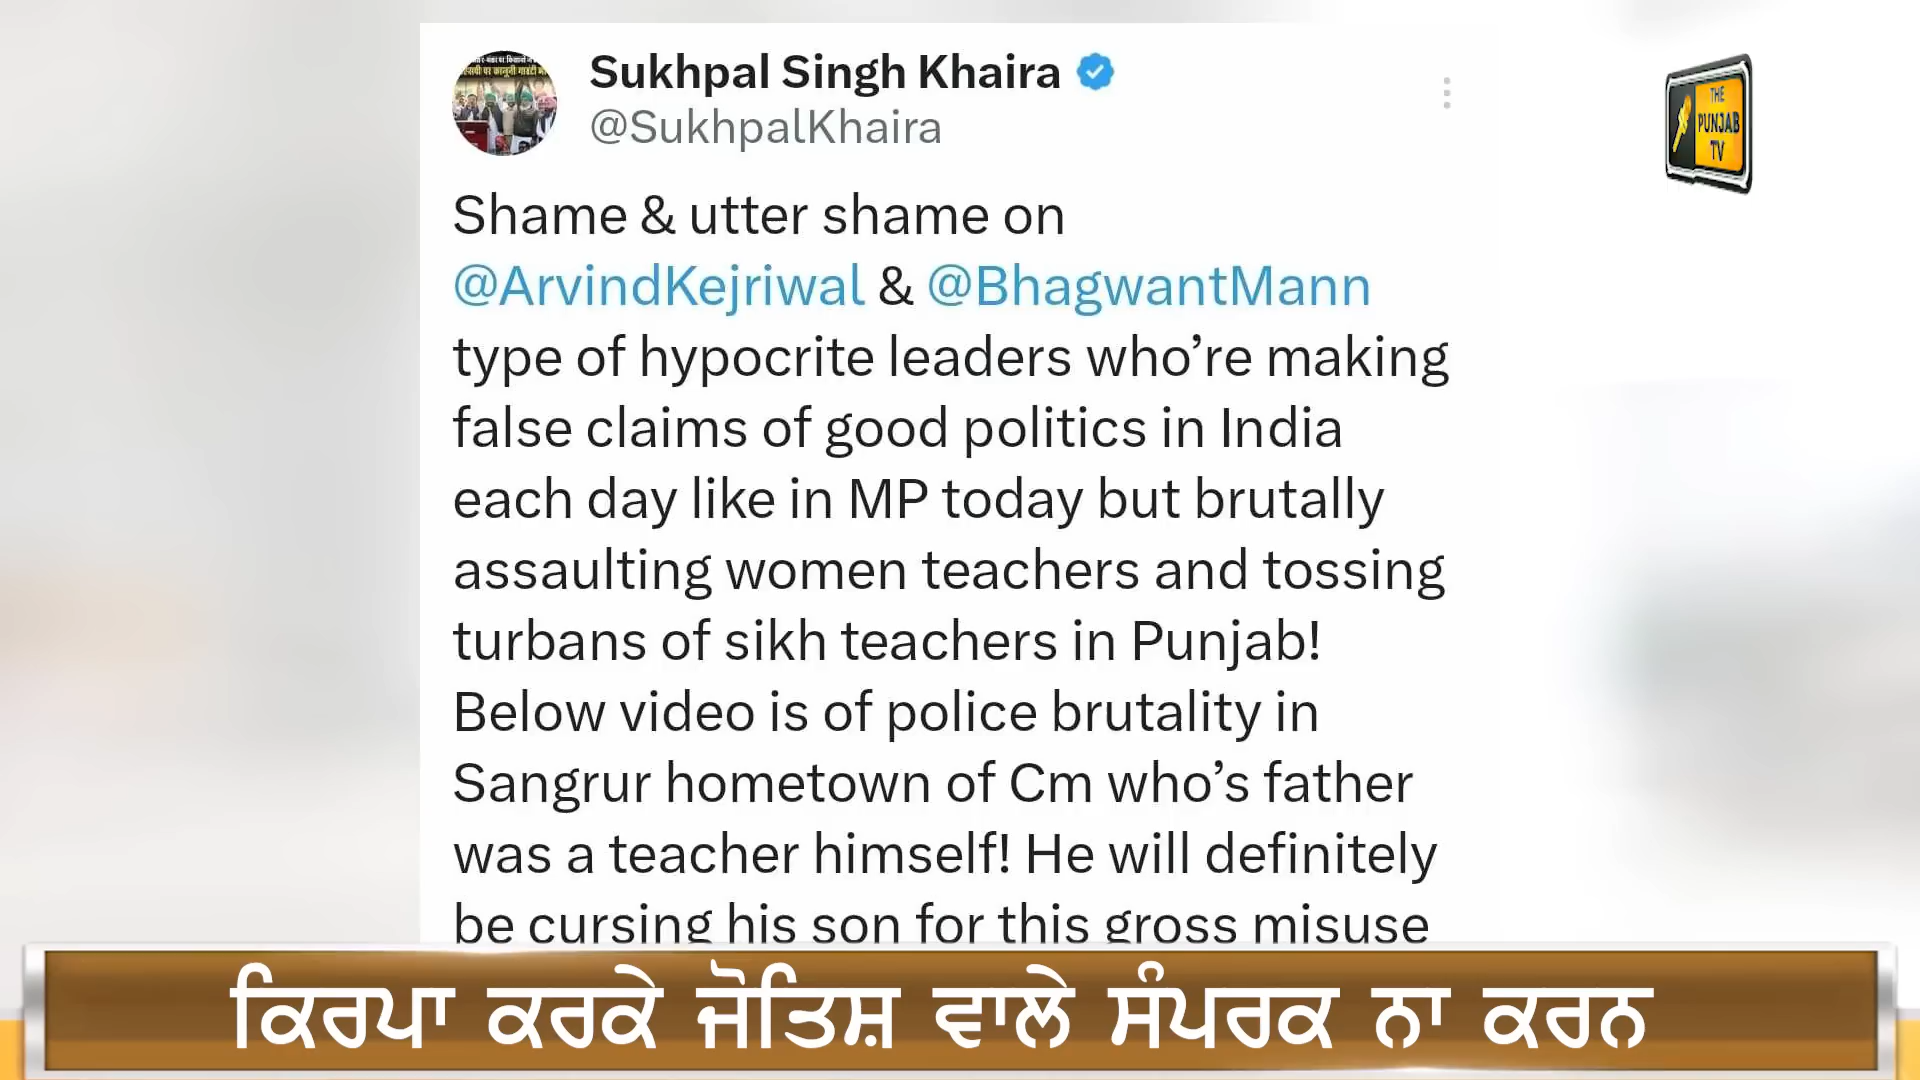 Sukhpal Singh Khaira
@SukhpalKhaira
THE
PUNJAB
TV
Shame & utter shame on
@ArvindKejriwal & @BhagwantMann
type of hypocrite leaders who’re making
false claims of good politics in India
each day like in MP today but brutally
assaulting women teachers and tossing
turbans of sikh teachers in Punjab!
Below video is of police brutality in
Sangrur hometown of Cm who’s father
was a teacher himself! He will definitely
be cursing his son for this gross misuse
ਕਿਰਪਾ ਕਰਕੇ ਜੋਤਿਸ਼ ਵਾਲੇ ਸੰਪਰਕ ਨਾ ਕਰਨ